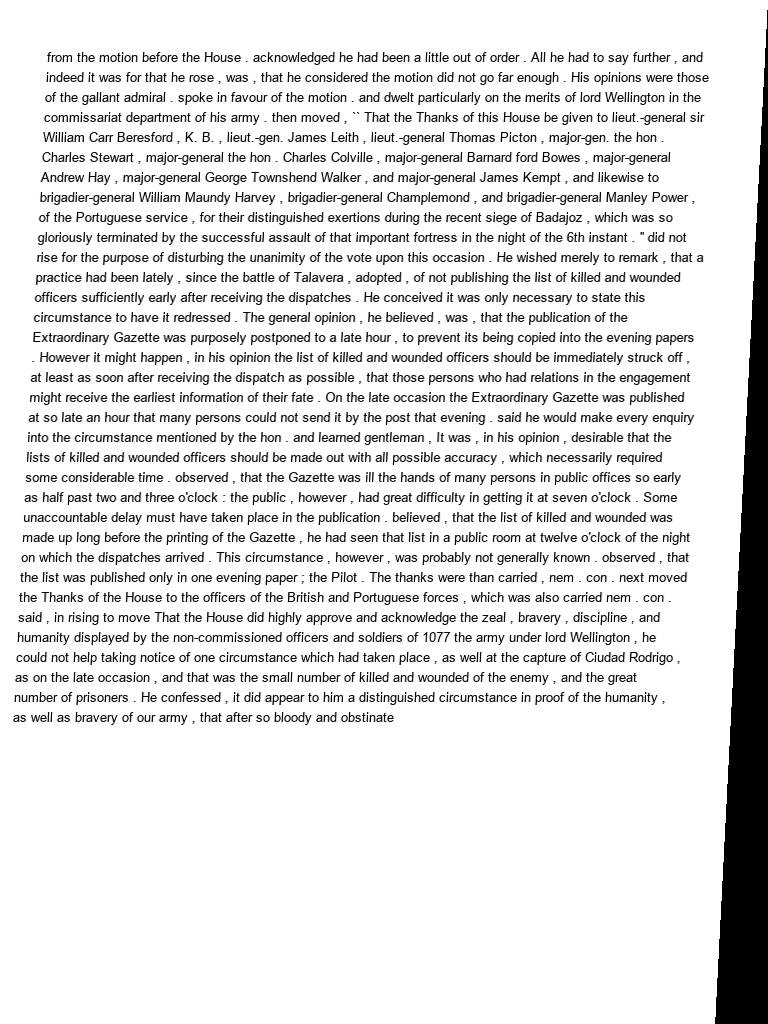 from the motion before the House . acknowledged he had been a little out of order . All he had to say further , and
indeed it was for that he rose , was , that he considered the motion did not go far enough . His opinions were those
of the gallant admiral . spoke in favour of the motion . and dwelt particularly on the merits of lord Wellington in the
commissariat department of his army . then moved , `` That the Thanks of this House be given to lieut.-general sir
William Carr Beresford , K. B. , lieut.-gen. James Leith , lieut.-general Thomas Picton , major-gen. the hon .
Charles Stewart , major-general the hon . Charles Colville , major-general Barnard ford Bowes , major-general
Andrew Hay , major-general George Townshend Walker , and major-general James Kempt , and likewise to
brigadier-general William Maundy Harvey , brigadier-general Champlemond , and brigadier-general Manley Power ,
of the Portuguese service , for their distinguished exertions during the recent siege of Badajoz , which was so
gloriously terminated by the successful assault of that important fortress in the night of the 6th instant . '' did not
rise for the purpose of disturbing the unanimity of the vote upon this occasion . He wished merely to remark , that a
practice had been lately , since the battle of Talavera , adopted , of not publishing the list of killed and wounded
officers sufficiently early after receiving the dispatches . He conceived it was only necessary to state this
circumstance to have it redressed . The general opinion , he believed , was , that the publication of the
Extraordinary Gazette was purposely postponed to a late hour , to prevent its being copied into the evening papers
. However it might happen , in his opinion the list of killed and wounded officers should be immediately struck off ,
at least as soon after receiving the dispatch as possible , that those persons who had relations in the engagement
might receive the earliest information of their fate . On the late occasion the Extraordinary Gazette was published
at so late an hour that many persons could not send it by the post that evening . said he would make every enquiry
into the circumstance mentioned by the hon . and learned gentleman , It was , in his opinion , desirable that the
lists of killed and wounded officers should be made out with all possible accuracy , which necessarily required
some considerable time . observed , that the Gazette was ill the hands of many persons in public offices so early
as half past two and three o'clock : the public , however , had great difficulty in getting it at seven o'clock . Some
unaccountable delay must have taken place in the publication . believed , that the list of killed and wounded was
made up long before the printing of the Gazette , he had seen that list in a public room at twelve o'clock of the night
on which the dispatches arrived . This circumstance , however , was probably not generally known . observed , that
the list was published only in one evening paper ; the Pilot . The thanks were than carried , nem . con . next moved
the Thanks of the House to the officers of the British and Portuguese forces , which was also carried nem . con .
said , in rising to move That the House did highly approve and acknowledge the zeal , bravery , discipline , and
humanity displayed by the non-commissioned officers and soldiers of 1077 the army under lord Wellington , he
could not help taking notice of one circumstance which had taken place , as well at the capture of Ciudad Rodrigo ,
as on the late occasion , and that was the small number of killed and wounded of the enemy , and the great
number of prisoners . He confessed , it did appear to him a distinguished circumstance in proof of the humanity ,
as well as bravery of our army , that after so bloody and obstinate